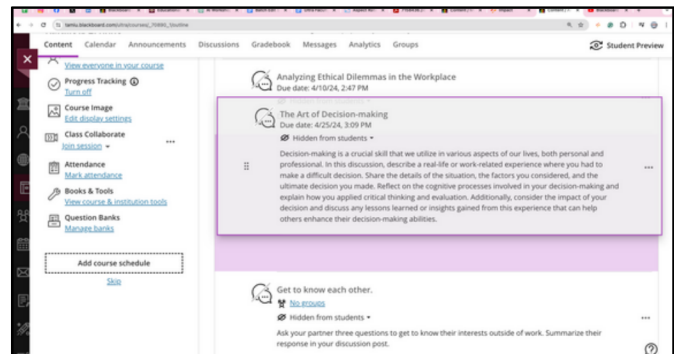 Content Calendar Announcements Discussions Gradebook Messages Analytics Groups
Student Preview
View everyone in your course
Progress Tracking
Turn off
Course Image
Edit display settings
Class Collaborate
Join session
Attendance
Mark attendance
Books & Tools
View course & institution tools
Question Banks
Manage banks
Add course schedule
Skip
Analyzing Ethical Dilemmas in the Workplace
Due date: 4/10/24, 2:47 PM
The Art of Decision-making
Due date: 4/25/24, 3:09 PM
Hidden from students
Decision-making is a crucial skill that we utilize in various aspects of our lives, both personal and
professional. In this discussion, describe a real-life or work-related experience where you had to
make a difficult decision. Share the details of the situation, the factors you considered, and the
ultimate decision you made. Reflect on the cognitive processes involved in your decision-making and
explain how you applied critical thinking and evaluation. Additionally, consider the impact of your
decision and discuss any lessons learned or insights gained from this experience that can help
others enhance their decision-making abilities.
Get to know each other.
No groups
Hidden from students
Ask your partner three questions to get to know their interests outside of work. Summarize their
response in your discussion post.